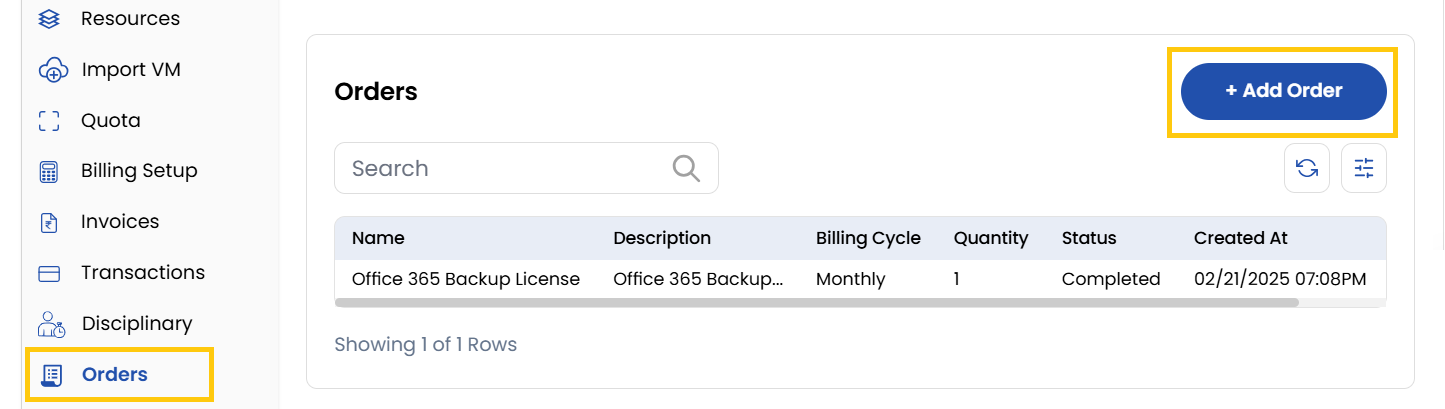 Resources
Import VM
Quota
Billing Setup
Invoices
Transactions
Disciplinary
Orders
Orders
+ Add Order
Search
Name Description Billing Cycle Quantity Status Created At
Office 365 Backup License Office 365 Backup... Monthly 1 Completed 02/21/2025 07:08PM
Showing 1 of 1 Rows